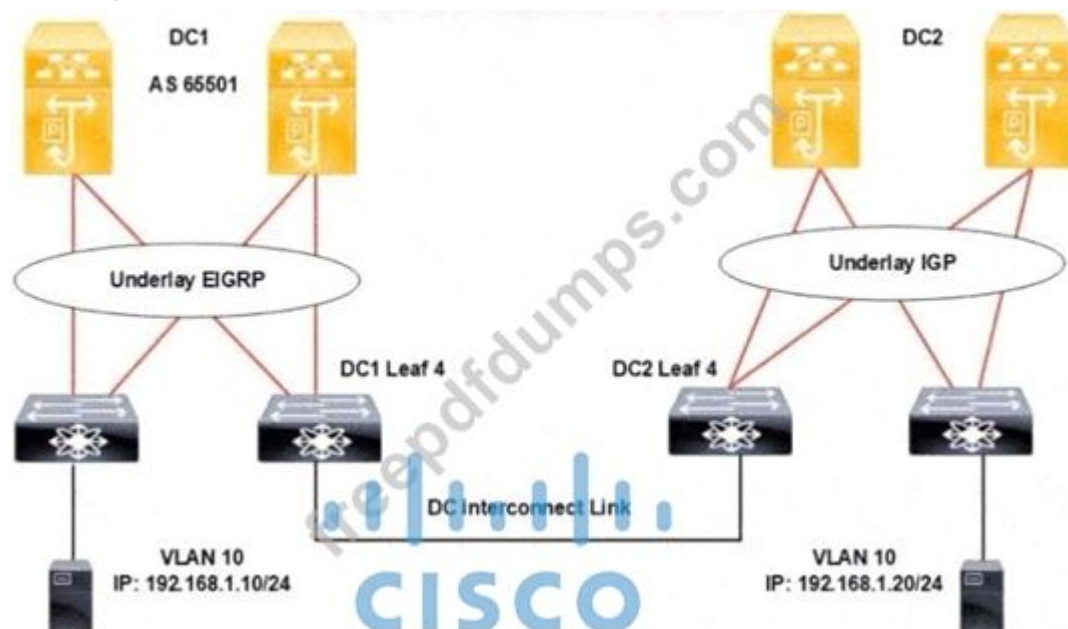 DC1
DC2
AS 65501
Underlay EIGRP
Underlay IGP
DC1 Leaf 4
DC2 Leaf 4
freepdfdumps.com
DC Interconnect Link
VLAN 10
IP: 192.168.1.10/24
VLAN 10
IP: 192.168.1.20/24
CISCO
P
P
P
P